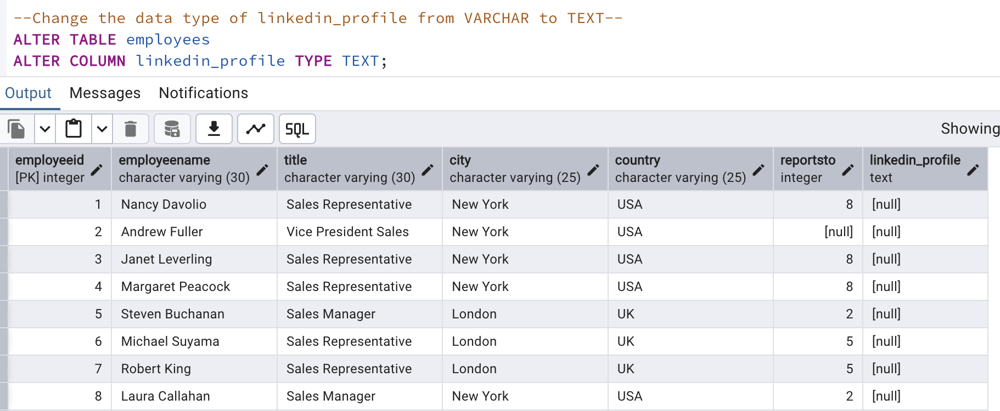 --Change the data type of linkedin_profile from VARCHAR to TEXT--
ALTER TABLE employees
ALTER COLUMN linkedin_profile TYPE TEXT;
Output Messages Notifications
SQL Showing
employeeid employeename title city country reportsto linkedin_profile
[PK] integer character varying (30) character varying (30) character varying (25) character varying (25) integer text
1 Nancy Davolio Sales Representative New York USA 8 [null]
2 Andrew Fuller Vice President Sales New York USA [null] [null]
3 Janet Leverling Sales Representative New York USA 8 [null]
4 Margaret Peacock Sales Representative New York USA 8 [null]
5 Steven Buchanan Sales Manager London UK 2 [null]
6 Michael Suyama Sales Representative London UK 5 [null]
7 Robert King Sales Representative London UK 5 [null]
8 Laura Callahan Sales Manager New York USA 2 [null]